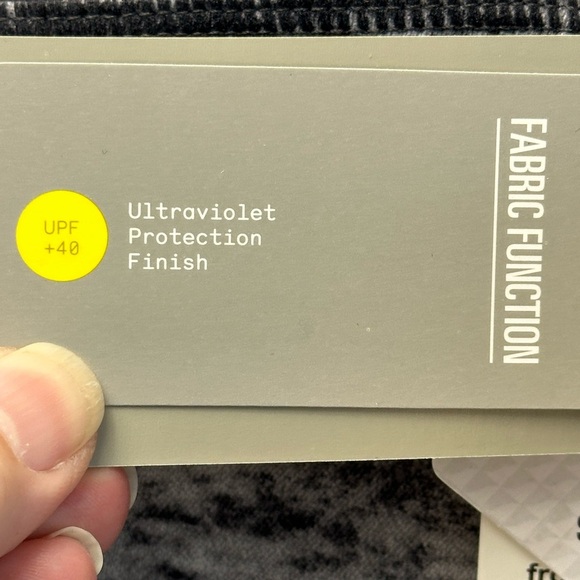 FABRIC FUNCTION
UPF
+40
Ultraviolet
Protection
Finish